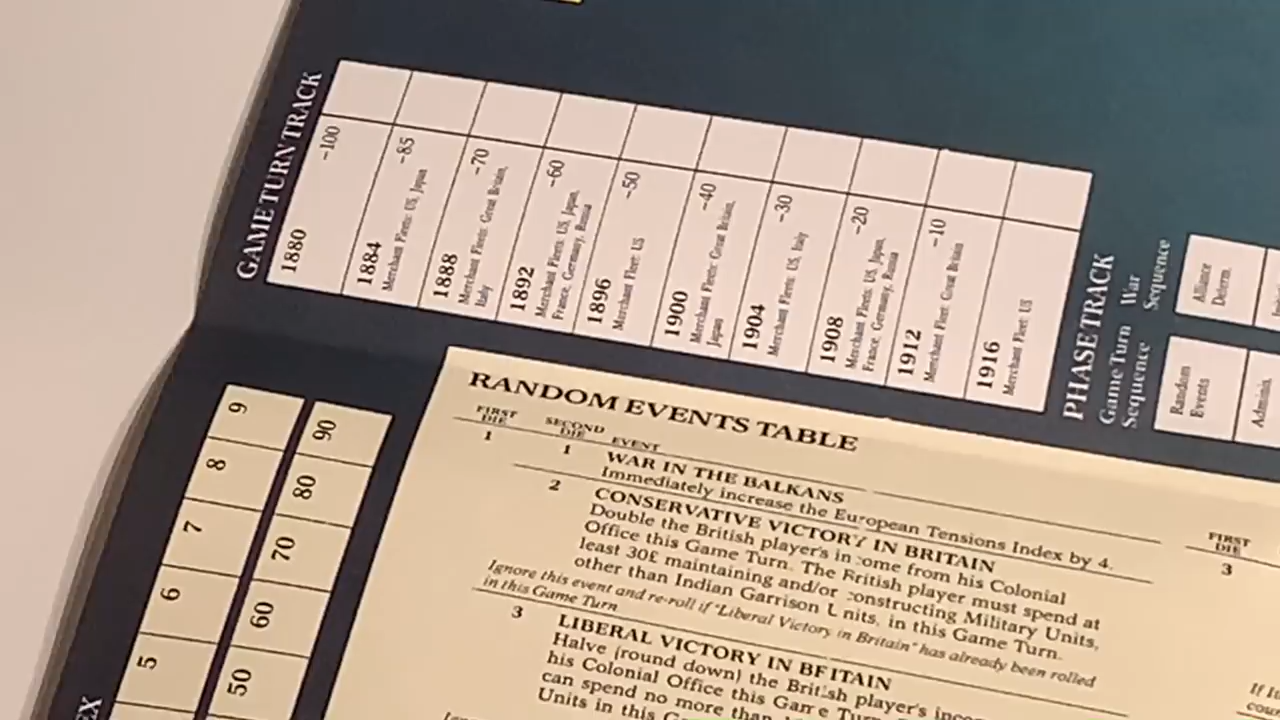 GAME TURN TRACK
1880
-100
1884
-85
Merchant Fleets: US, Japan
1888
-70
Merchant Fleets: Great Britain,
Italy
1892
-60
Merchant Fleets: US, Japan,
France, Germany, Russia
1896
-50
Merchant Fleet: US
1900
-40
Merchant Fleets: Great Britain,
Japan
1904
-30
Merchant Fleets: US, Italy
1908
-20
Merchant Fleets: US, Japan,
France, Germany, Russia
1912
-10
Merchant Fleet: Great Britain
1916
Merchant Fleet: US
PHASE TRACK
Game Turn
Sequence
War
Sequence
Random
Events
Alliance
Determ.
Adminis.
9
8
7
6
5
90
80
70
60
50
RANDOM EVENTS TABLE
FIRST
DIE
SECOND
DIE
EVENT
1
1
WAR IN THE BALKANS
Immediately increase the European Tensions Index by 4.
2
CONSERVATIVE VICTORY IN BRITAIN
Double the British player's income from his Colonial
Office this Game Turn. The British player must spend at
least 30£ maintaining and/or constructing Military Units,
other than Indian Garrison Units, in this Game Turn.
Ignore this event and re-roll if "Liberal Victory in Britain" has already been rolled
in this Game Turn
3
LIBERAL VICTORY IN BRITAIN
Halve (round down) the British player's
his Colonial Office this Game Turn
can spend no more than
Units in this
FIRST
DIE
3
If